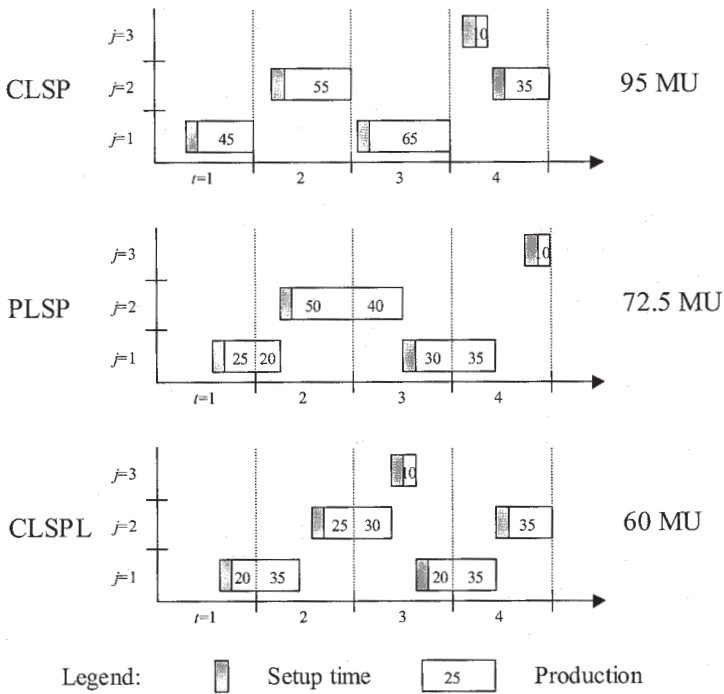 j=3 10
CLSP j=2 55 35 95 MU
j=1 45 65
t=1 2 3 4
j=3 10
PLSP j=2 50 40 72.5 MU
j=1 25 20 30 35
t=1 2 3 4
j=3 10
CLSPL j=2 25 30 35 60 MU
j=1 20 35 20 35
t=1 2 3 4
Legend: Setup time 25 Production